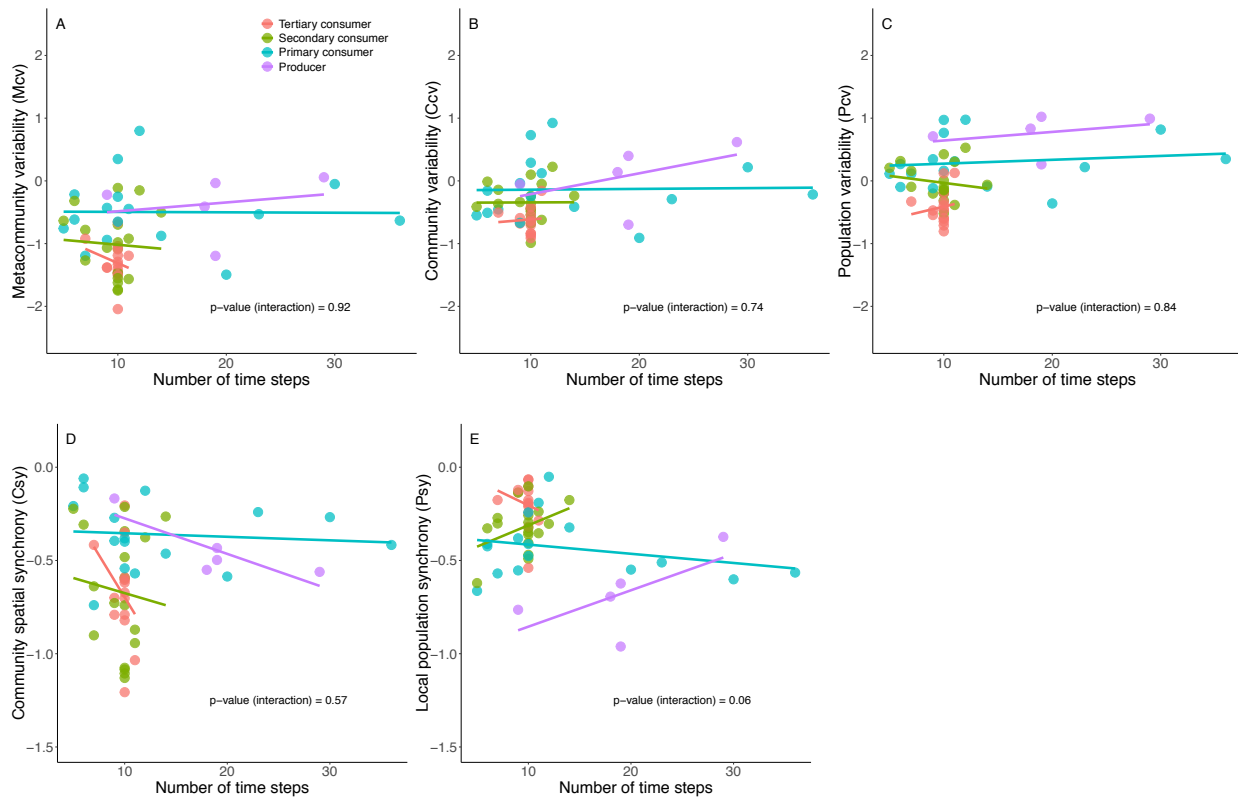 A
Tertiary consumer
Secondary consumer
Primary consumer
Producer
Metacommunity variability (Mcv)
2
1
0
−1
−2
p−value (interaction) = 0.92
10
20
30
Number of time steps
B
Community variability (Ccv)
2
1
0
−1
−2
p−value (interaction) = 0.74
10
20
30
Number of time steps
C
Population variability (Pcv)
2
1
0
−1
−2
p−value (interaction) = 0.84
10
20
30
Number of time steps
D
Community spatial synchrony (Csy)
0.0
−0.5
−1.0
−1.5
p−value (interaction) = 0.57
10
20
30
Number of time steps
E
Local population synchrony (Psy)
0.0
−0.5
−1.0
−1.5
p−value (interaction) = 0.06
10
20
30
Number of time steps